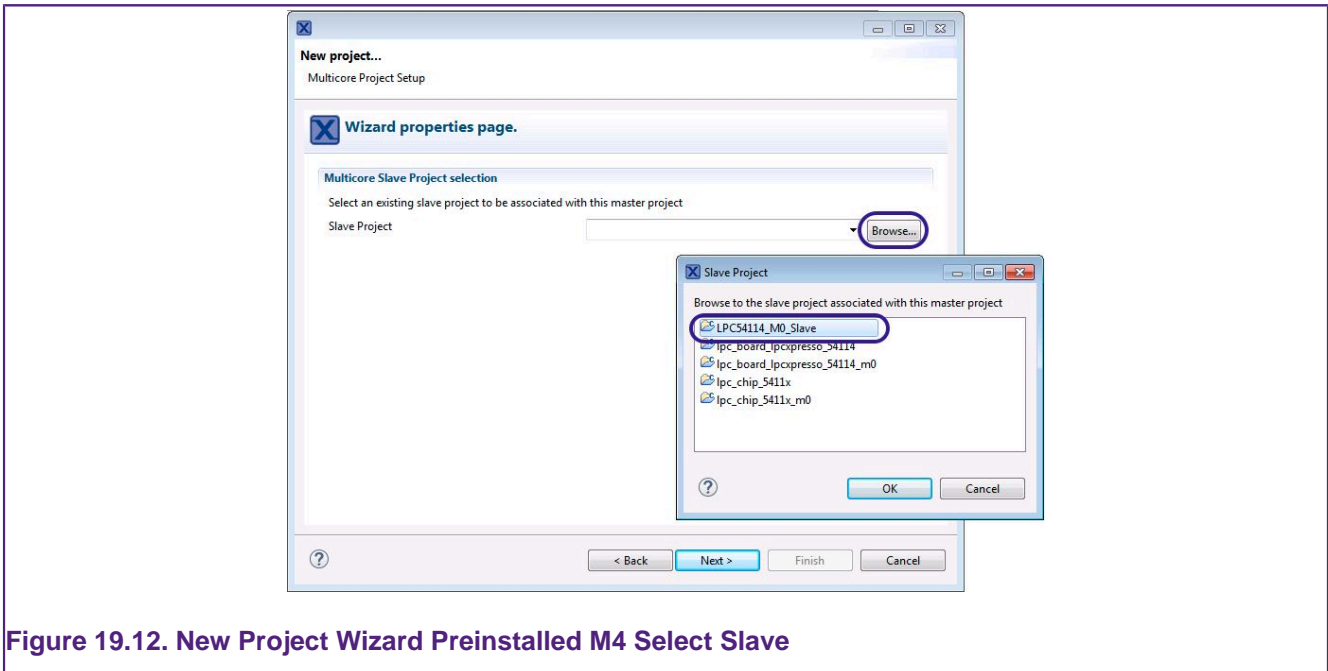 New project...
Multicore Project Setup
Wizard properties page.
Multicore Slave Project selection
Select an existing slave project to be associated with this master project
Slave Project
Browse...
Slave Project
Browse to the slave project associated with this master project
LPC54114_M0_Slave
lpc_board_lpcxpresso_54114
lpc_board_lpcxpresso_54114_m0
lpc_chip_5411x
lpc_chip_5411x_m0
OK Cancel
< Back Next > Finish Cancel
Figure 19.12. New Project Wizard Preinstalled M4 Select Slave